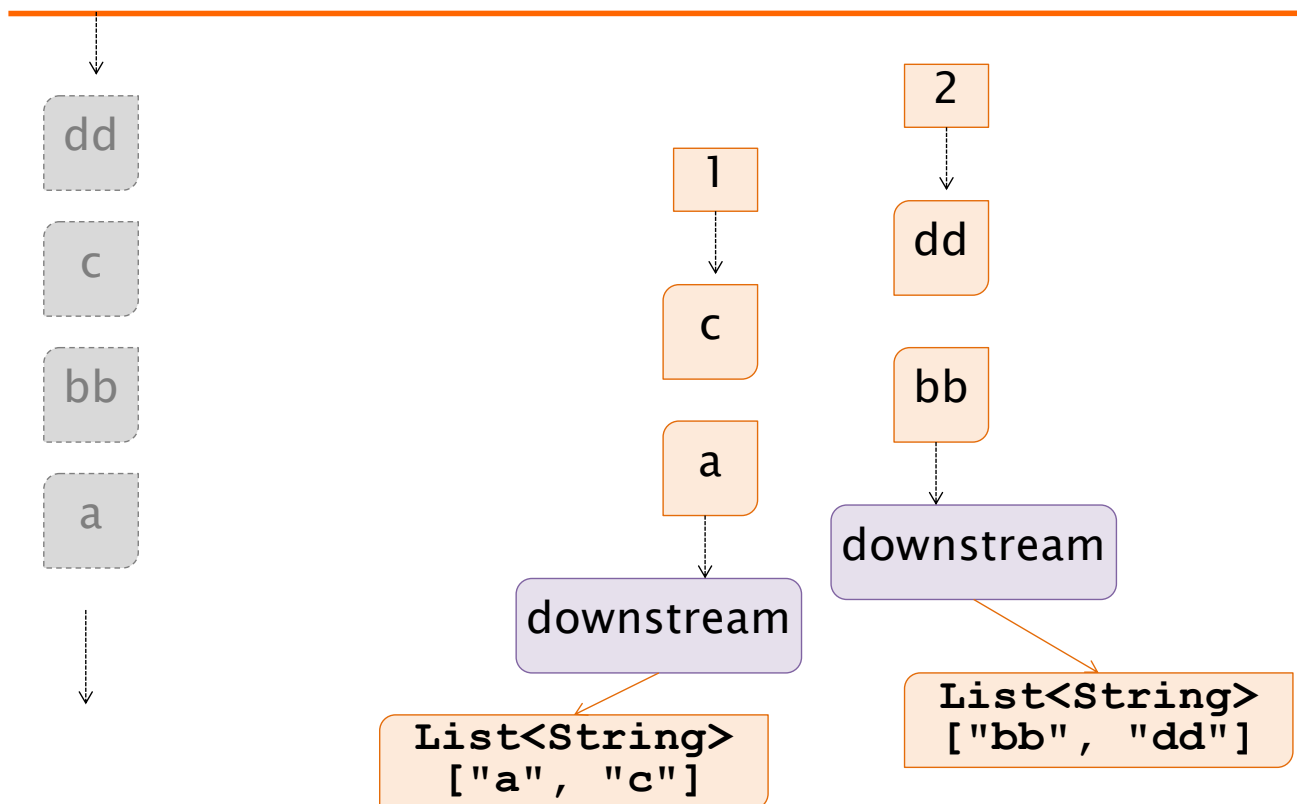 dd
c
bb
a
1
c
a
downstream
List<String>
["a", "c"]
2
dd
bb
downstream
List<String>
["bb", "dd"]